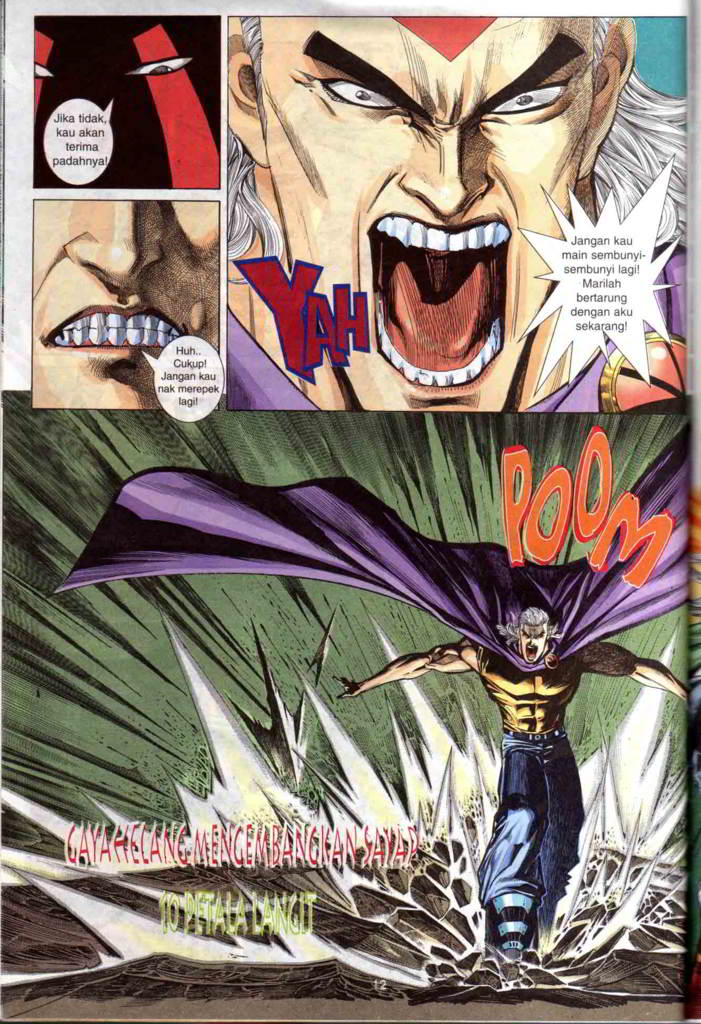 Jika tidak,
kau akan
terima
padahnya!
Huh..
Cukup!
Jangan kau
nak merepek
lagi!
YAH
Jangan kau
main sembunyi-
sembunyi lagi!
Marilah
bertarung
dengan aku
sekarang!
POOM
GAYA HELANG MENGEMBANGKAN SAYAP
10 PETALA LANGIT
12